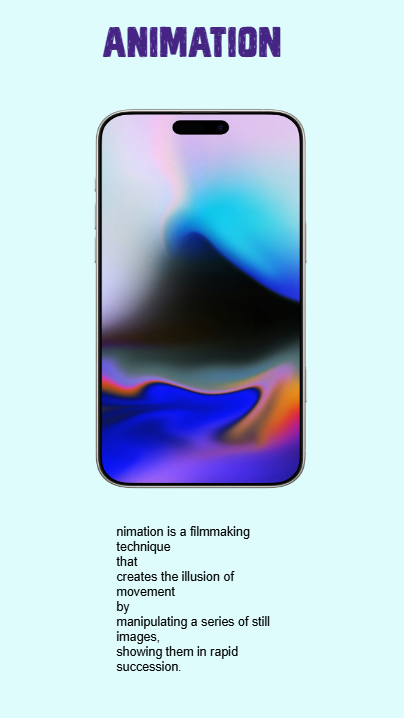 ANIMATION
nimation is a filmmaking
technique
that
creates the illusion of
movement
by
manipulating a series of still
images,
showing them in rapid
succession.